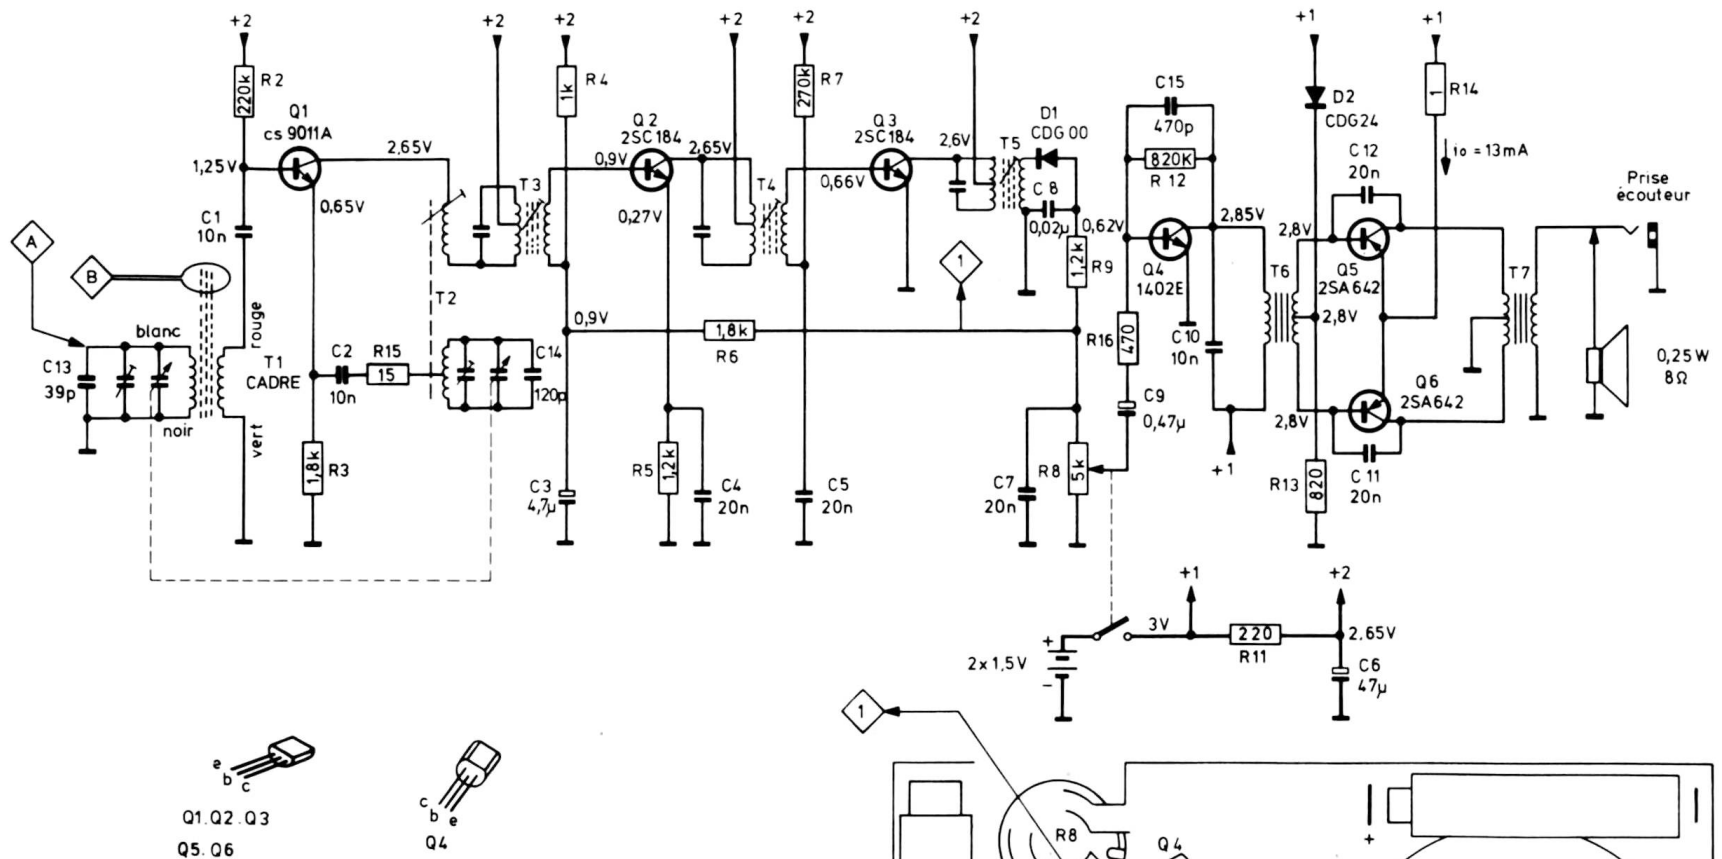 +2
+2
+2
+2
+2
+2
+1
+1
R2
220k
R4
1k
R7
270k
C15
470p
D2
CDG24
1
R14
Q1
cs 9011A
Q2
2SC184
Q3
2SC184
D1
CDG 00
820K
R 12
C12
20n
io = 13mA
1,25V
2,65V
0,9V
2,65V
0,66V
2,6V
T5
Prise
écouteur
0,65V
T3
0,27V
T4
C 8
0,02µ
0,62V
2,85V
2,8V
C1
10n
A
B
T2
1
1,2k
R9
Q4
1402E
T6
Q5
2SA642
T7
blanc
rouge
0,9V
1,8k
R6
R16
470
C10
10n
2,8V
C13
39p
T1
CADRE
C2
10n
R15
15
C14
120p
0,25W
8Ω
noir
vert
C9
0,47µ
Q6
2SA642
2,8V
1,8k
R3
C3
4,7µ
R5
1,2k
C4
20n
C5
20n
C7
20n
R8
5k
+1
R13
820
C 11
20n
+1
+2
3V
220
R11
2,65V
2x1,5V
+
−
C6
47µ
1
e
b
c
Q1.Q2.Q3
Q5.Q6
c
b
e
Q4
R8
Q4
+